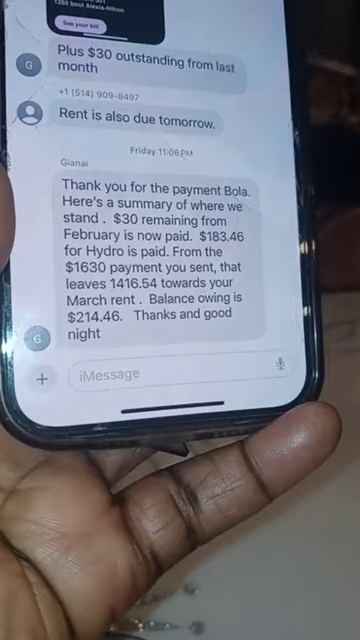 1355 bout Alexis-Nihon
See your bill
Plus $30 outstanding from last
month
G
+1 (514) 909-8497
Rent is also due tomorrow.
Friday 11:06 PM
Gianai
Thank you for the payment Bola.
Here's a summary of where we
stand . $30 remaining from
February is now paid. $183.46
for Hydro is paid. From the
$1630 payment you sent, that
leaves 1416.54 towards your
March rent . Balance owing is
$214.46. Thanks and good
night
G
+ iMessage